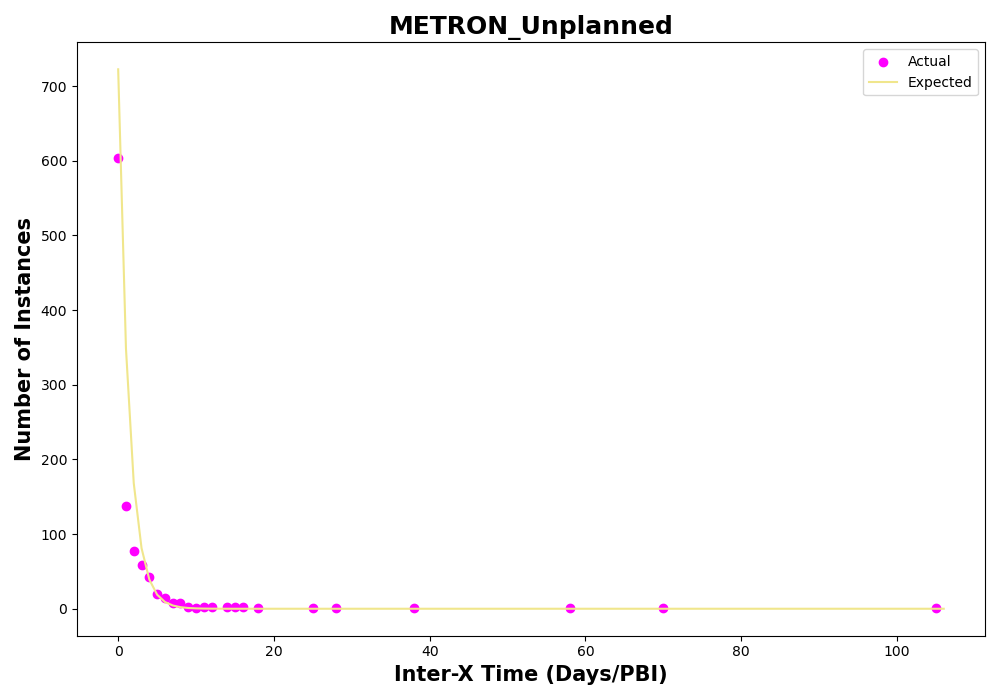 METRON_Unplanned
Actual
Expected
Number of Instances
700
600
500
400
300
200
100
0
0 20 40 60 80 100
Inter-X Time (Days/PBI)